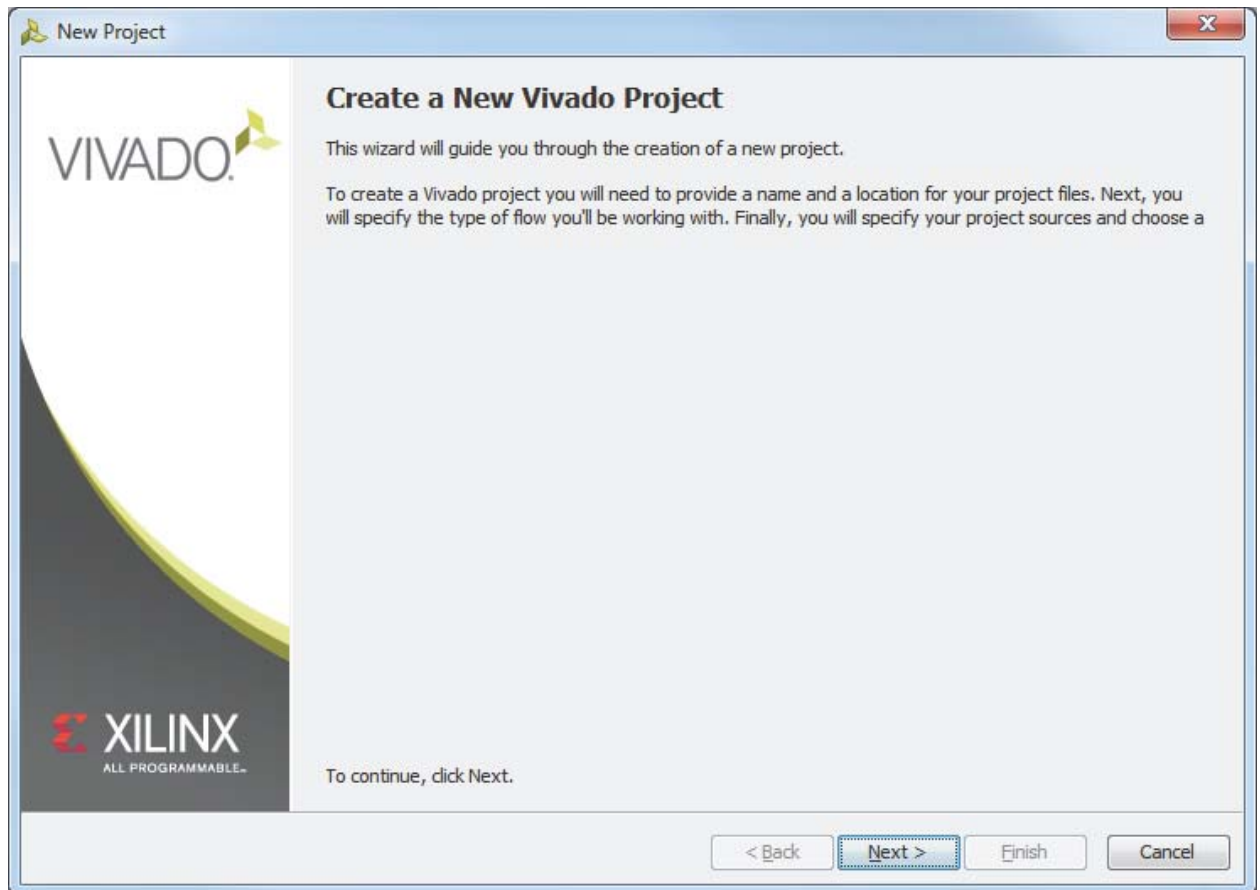 New Project
VIVADO.
Create a New Vivado Project
This wizard will guide you through the creation of a new project.
To create a Vivado project you will need to provide a name and a location for your project files. Next, you
will specify the type of flow you'll be working with. Finally, you will specify your project sources and choose a
XILINX
ALL PROGRAMMABLE™
To continue, click Next.
< Back Next > Finish Cancel